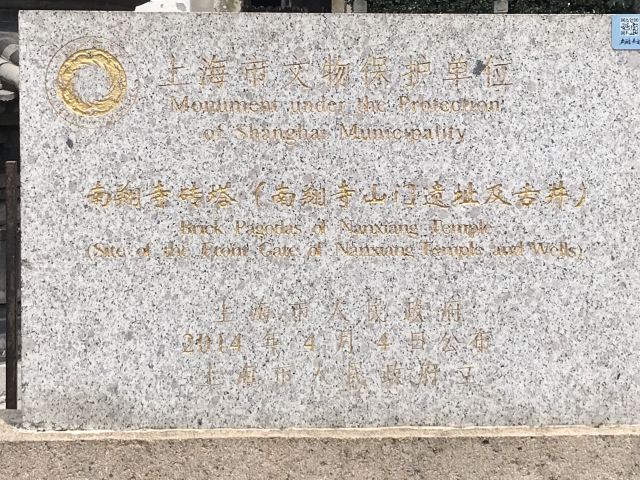 上海市文物保护单位
Monument under the Protection
of Shanghai Municipality
南翔寺砖塔（南翔寺山门遗址及古井）
Brick Pagodas of Nanxiang Temple
(Site of the Front Gate of Nanxiang Temple and Wells)
上海市人民政府
2014年4月4日公布
上海市人民政府立